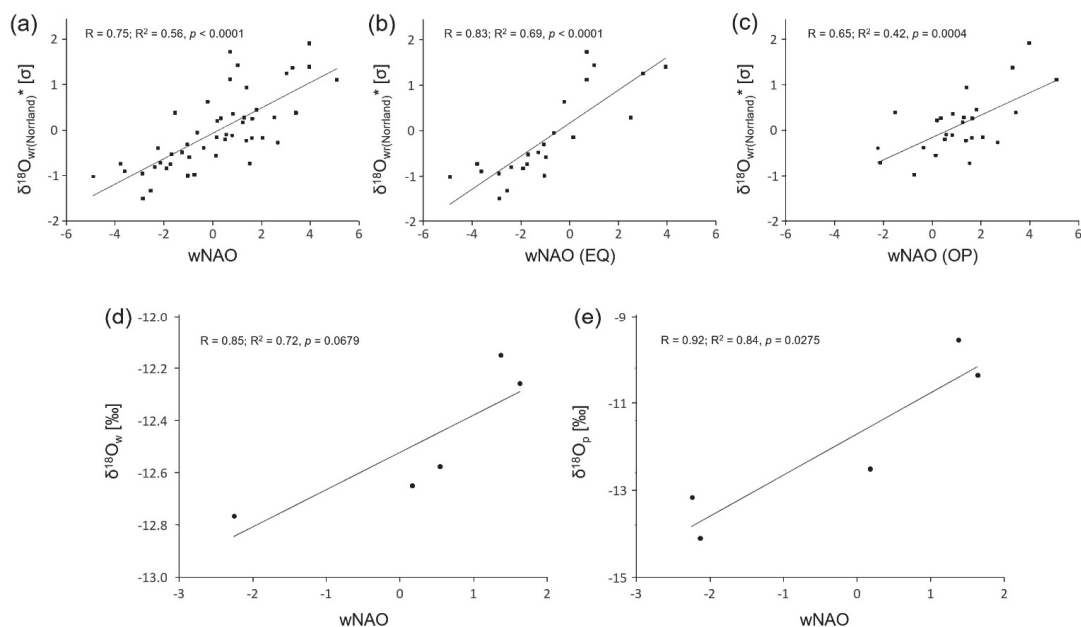 (a)
R = 0.75; R² = 0.56, p < 0.0001
δ¹⁸Owr(Norrland)* [σ]
2
1
0
-1
-2
-6
-4
-2
0
2
4
6
wNAO
(b)
R = 0.83; R² = 0.69, p < 0.0001
δ¹⁸Owr(Norrland)* [σ]
2
1
0
-1
-2
-6
-4
-2
0
2
4
6
wNAO (EQ)
(c)
R = 0.65; R² = 0.42, p = 0.0004
δ¹⁸Owr(Norrland)* [σ]
2
1
0
-1
-2
-6
-4
-2
0
2
4
6
wNAO (OP)
(d)
R = 0.85; R² = 0.72, p = 0.0679
δ¹⁸Ow [‰]
-12.0
-12.2
-12.4
-12.6
-12.8
-13.0
-3
-2
-1
0
1
2
wNAO
(e)
R = 0.92; R² = 0.84, p = 0.0275
δ¹⁸Op [‰]
-9
-11
-13
-15
-3
-2
-1
0
1
2
wNAO